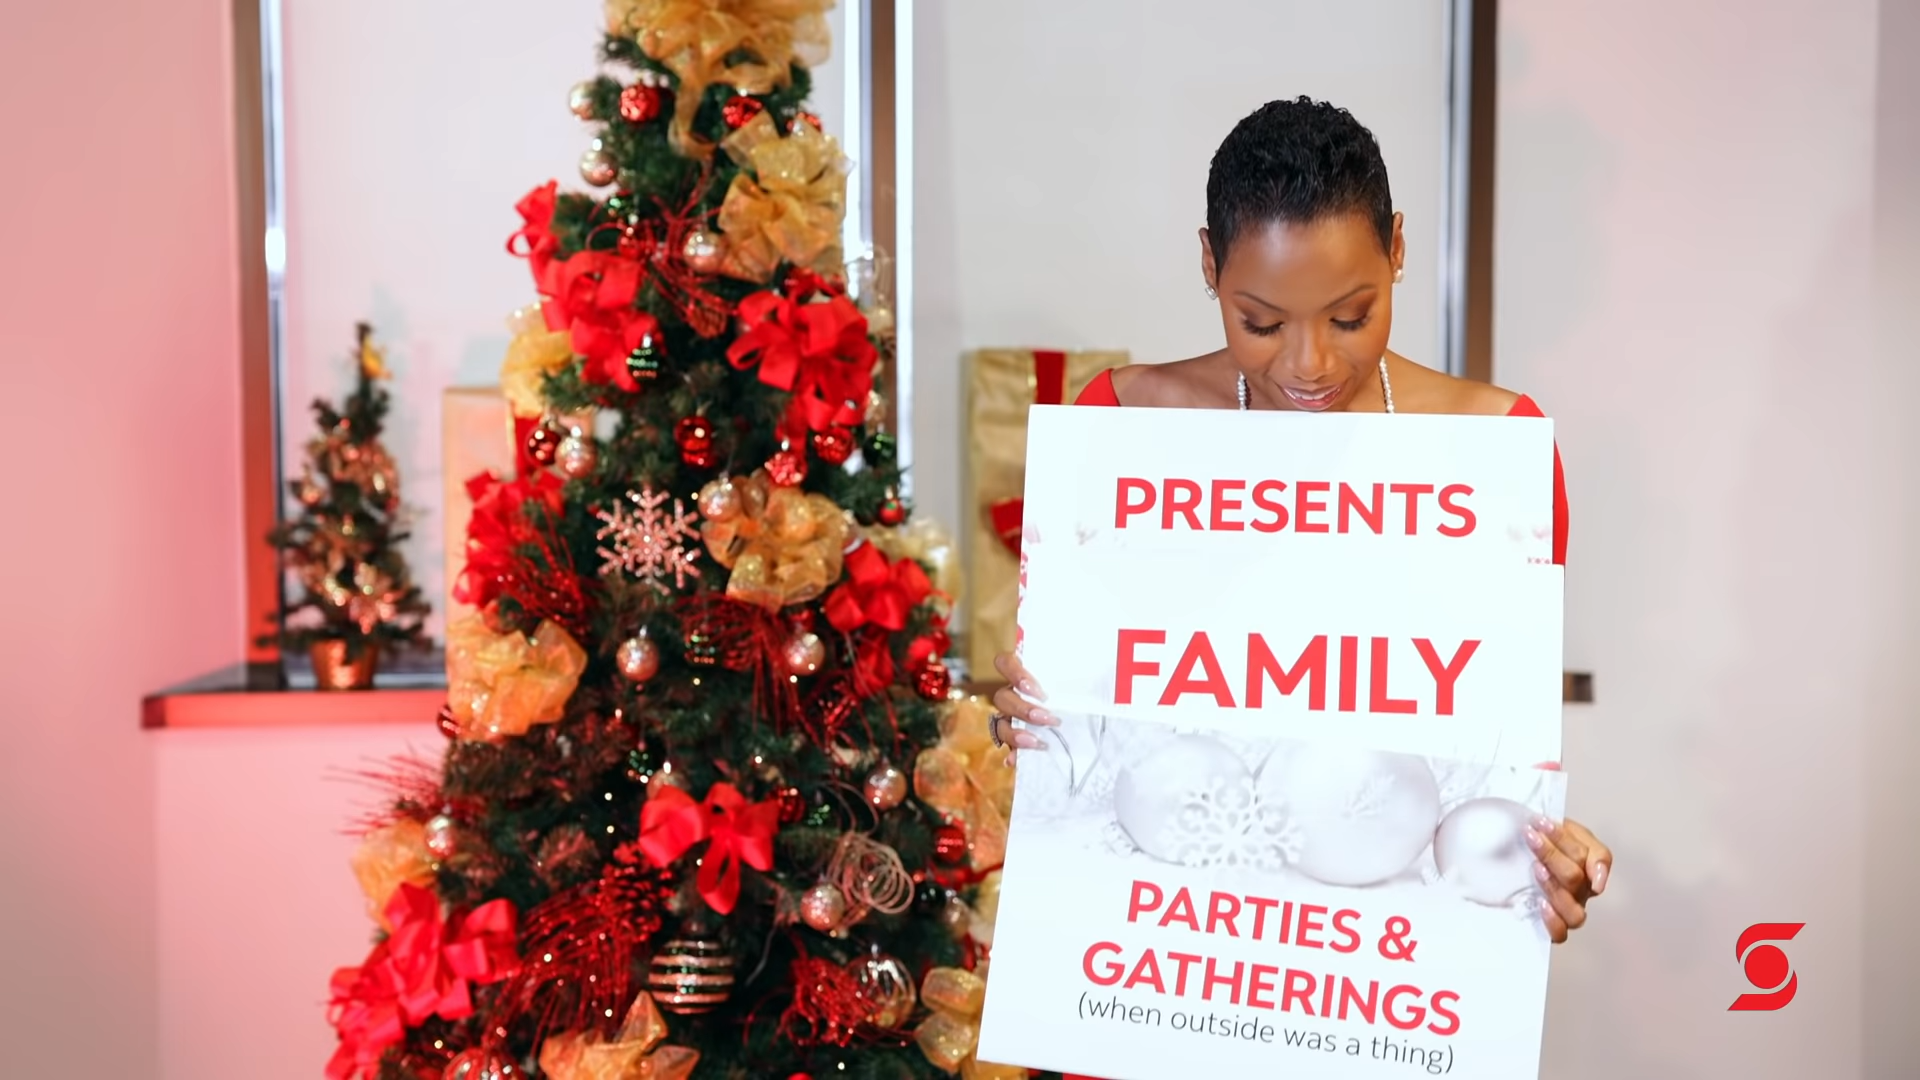 PRESENTS
FAMILY
PARTIES &
GATHERINGS
(when outside was a thing)